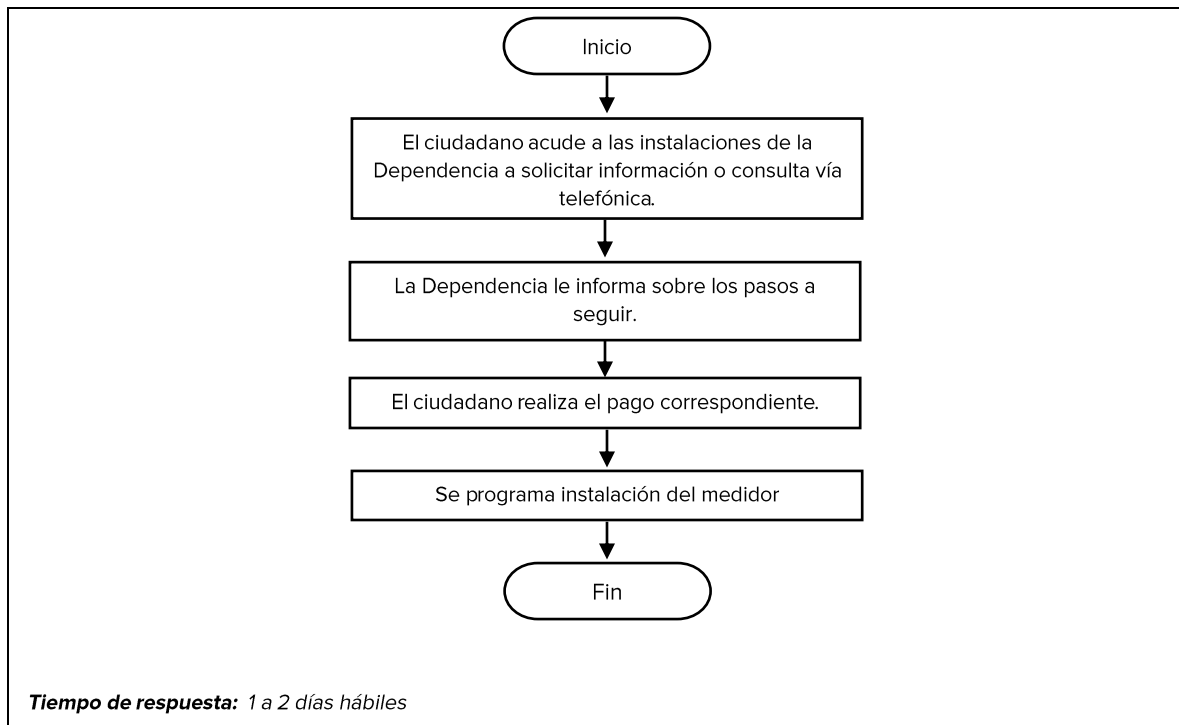 Inicio
El ciudadano acude a las instalaciones de la
Dependencia a solicitar información o consulta vía
telefónica.
La Dependencia le informa sobre los pasos a
seguir.
El ciudadano realiza el pago correspondiente.
Se programa instalación del medidor
Fin
Tiempo de respuesta: 1 a 2 días hábiles